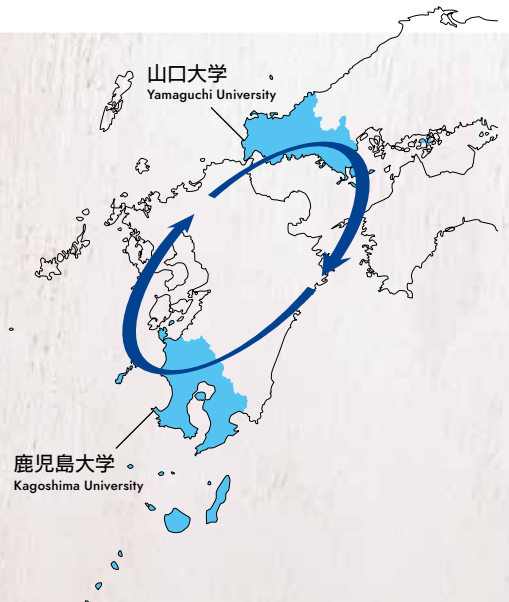 山口大学
Yamaguchi University
鹿児島大学
Kagoshima University